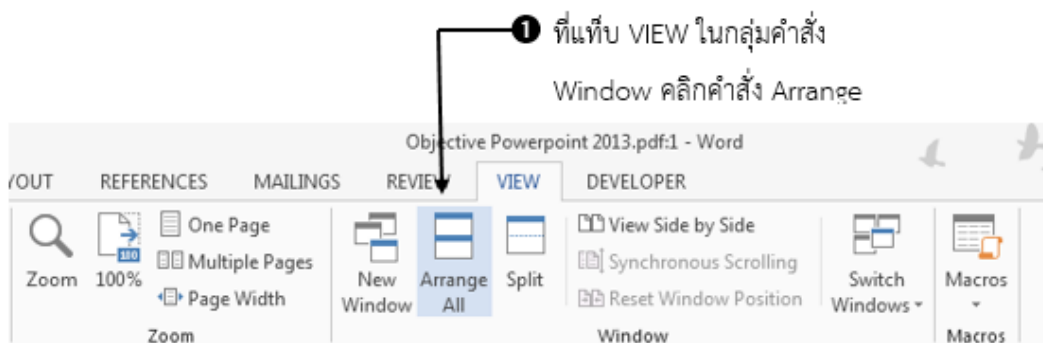 ❶ ที่แท็บ VIEW ในกลุ่มคำสั่ง
Window คลิกคำสั่ง Arrange
Objective Powerpoint 2013.pdf:1 - Word
YOUT REFERENCES MAILINGS REVIEW VIEW DEVELOPER
Zoom
100%
100
One Page
Multiple Pages
Page Width
Zoom
New Window
Arrange All
Split
View Side by Side
Synchronous Scrolling
Reset Window Position
Switch Windows
Window
Macros
Macros